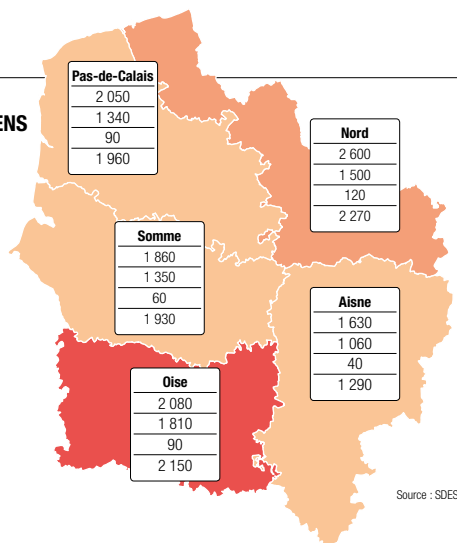 ENS
Pas-de-Calais
2 050
1 340
90
1 960
Nord
2 600
1 500
120
2 270
Somme
1 860
1 350
60
1 930
Aisne
1 630
1 060
40
1 290
Oise
2 080
1 810
90
2 150
Source : SDES